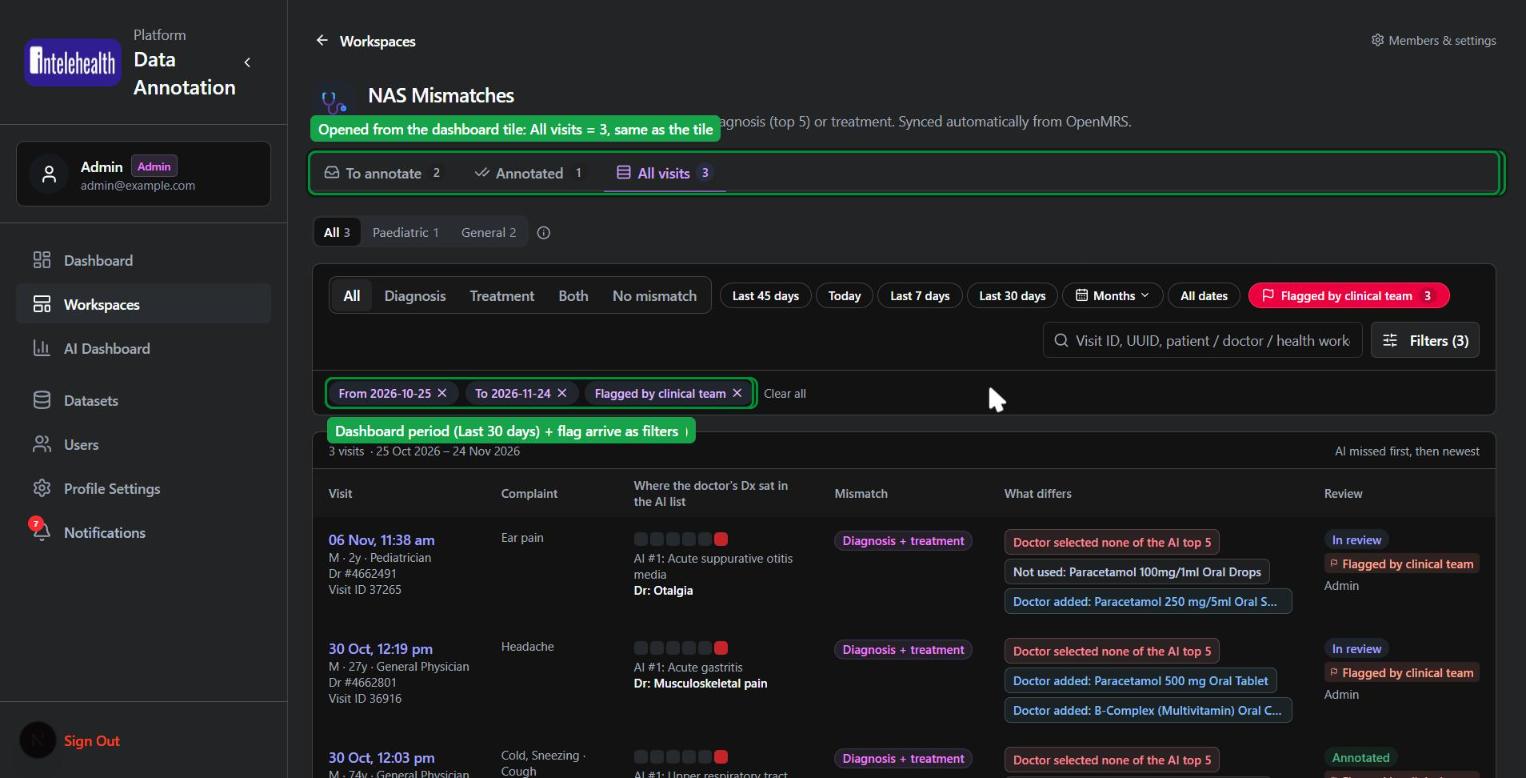 intelehealth
Platform
Data
Annotation
Admin Admin
admin@example.com
Dashboard
Workspaces
AI Dashboard
Datasets
Users
Profile Settings
7
Notifications
Sign Out
Workspaces
Members & settings
NAS Mismatches
Opened from the dashboard tile: All visits = 3, same as the tile
agnosis (top 5) or treatment. Synced automatically from OpenMRS.
To annotate 2 Annotated 1 All visits 3
All 3 Paediatric 1 General 2
All Diagnosis Treatment Both No mismatch Last 45 days Today Last 7 days Last 30 days Months All dates Flagged by clinical team 3
Visit ID, UUID, patient / doctor / health work Filters (3)
From 2026-10-25 To 2026-11-24 Flagged by clinical team Clear all
Dashboard period (Last 30 days) + flag arrive as filters )
3 visits · 25 Oct 2026 – 24 Nov 2026 AI missed first, then newest
Visit Complaint Where the doctor's Dx sat in the AI list Mismatch What differs Review
06 Nov, 11:38 am
M · 2y · Pediatrician
Dr #4662491
Visit ID 37265
Ear pain
AI #1: Acute suppurative otitis
media
Dr: Otalgia
Diagnosis + treatment
Doctor selected none of the AI top 5
Not used: Paracetamol 100mg/1ml Oral Drops
Doctor added: Paracetamol 250 mg/5ml Oral S...
In review
Flagged by clinical team
Admin
30 Oct, 12:19 pm
M · 27y · General Physician
Dr #4662801
Visit ID 36916
Headache
AI #1: Acute gastritis
Dr: Musculoskeletal pain
Diagnosis + treatment
Doctor selected none of the AI top 5
Doctor added: Paracetamol 500 mg Oral Tablet
Doctor added: B-Complex (Multivitamin) Oral C...
In review
Flagged by clinical team
Admin
30 Oct, 12:03 pm
M · 74y · General Physician
Cold, Sneezing ·
Cough
AI #1: Upper respiratory tract
Diagnosis + treatment
Doctor selected none of the AI top 5
Annotated